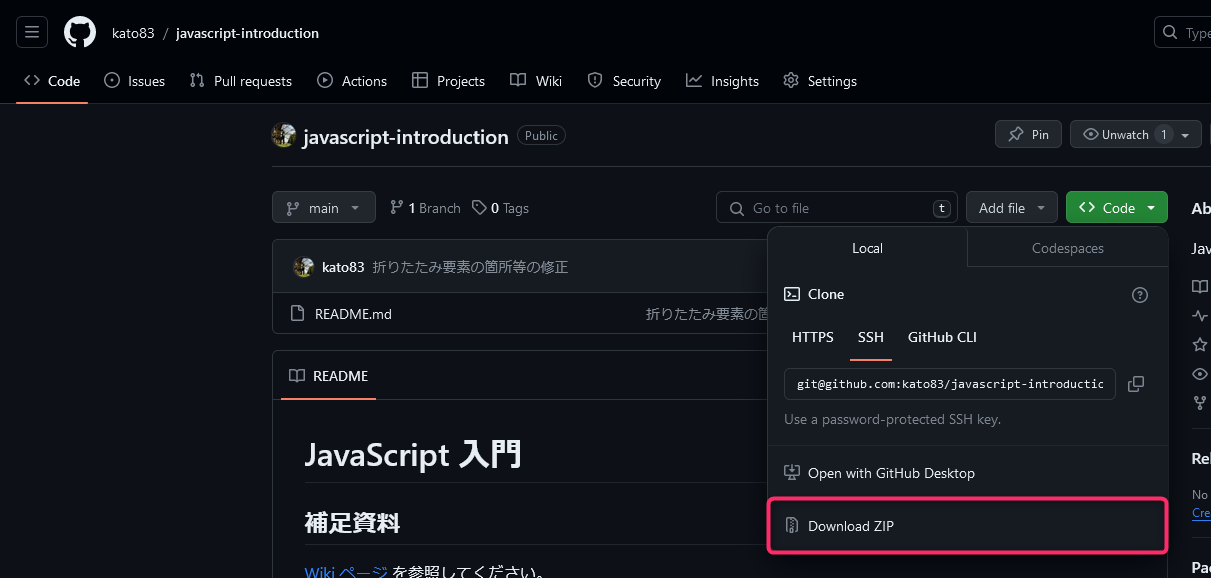 kato83 / javascript-introduction
Type
Code Issues Pull requests Actions Projects Wiki Security Insights Settings
javascript-introduction Public
Pin Unwatch 1
main 1 Branch 0 Tags
Go to file t
Add file Code
Ab
Local Codespaces
kato83 折りたたみ要素の箇所等の修正
Jav
Clone
README.md 折りたたみ要素の箇
HTTPS SSH GitHub CLI
README
git@github.com:kato83/javascript-introductic
Use a password-protected SSH key.
JavaScript 入門
Rel
Open with GitHub Desktop
No
Cre
補足資料
Download ZIP
Wiki ページ を参照してください。
Pac